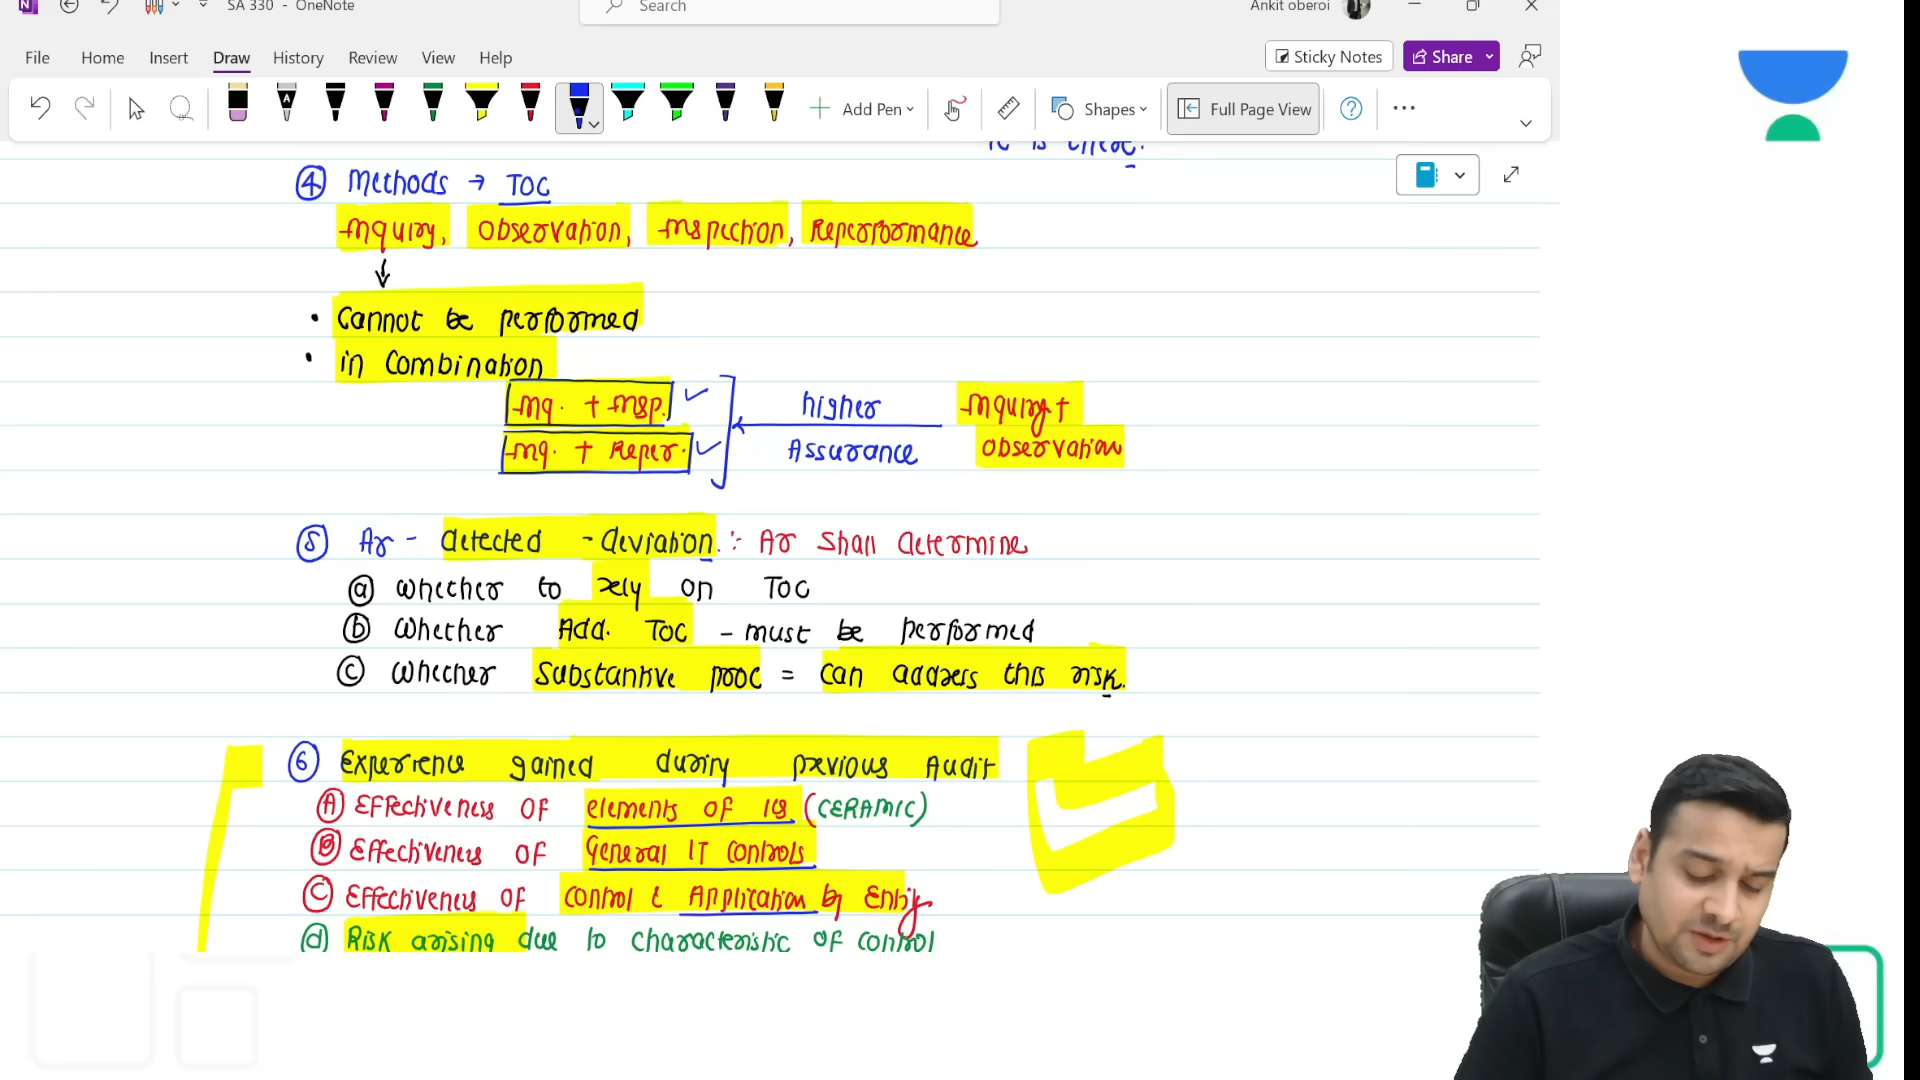 SA 330 - OneNote
Search
Ankit oberoi
File Home Insert Draw History Review View Help
Sticky Notes Share
Add Pen Shapes Full Page View
it is these.
④ Methods → TOC
Inquiry, Observation, Inspection, Reperformance
• Cannot be performed
• in Combination
Inq. + Insp.
Inq. + Reper.
higher
Assurance
Inquiry +
Observation
⑤ Ar - detected - deviation ∴ Ar Shall determine
ⓐ Whether to rely on TOC
ⓑ Whether Add. TOC - must be performed
ⓒ Whether Substantive proc = Can address this risk.
⑥ Experience gained during previous Audit
Ⓐ Effectiveness OF elements of ICS (CERAMIC)
Ⓑ Effectiveness OF General IT Controls
Ⓒ Effectiveness OF Control & Application by Entity
ⓓ Risk arising due to characteristic OF control